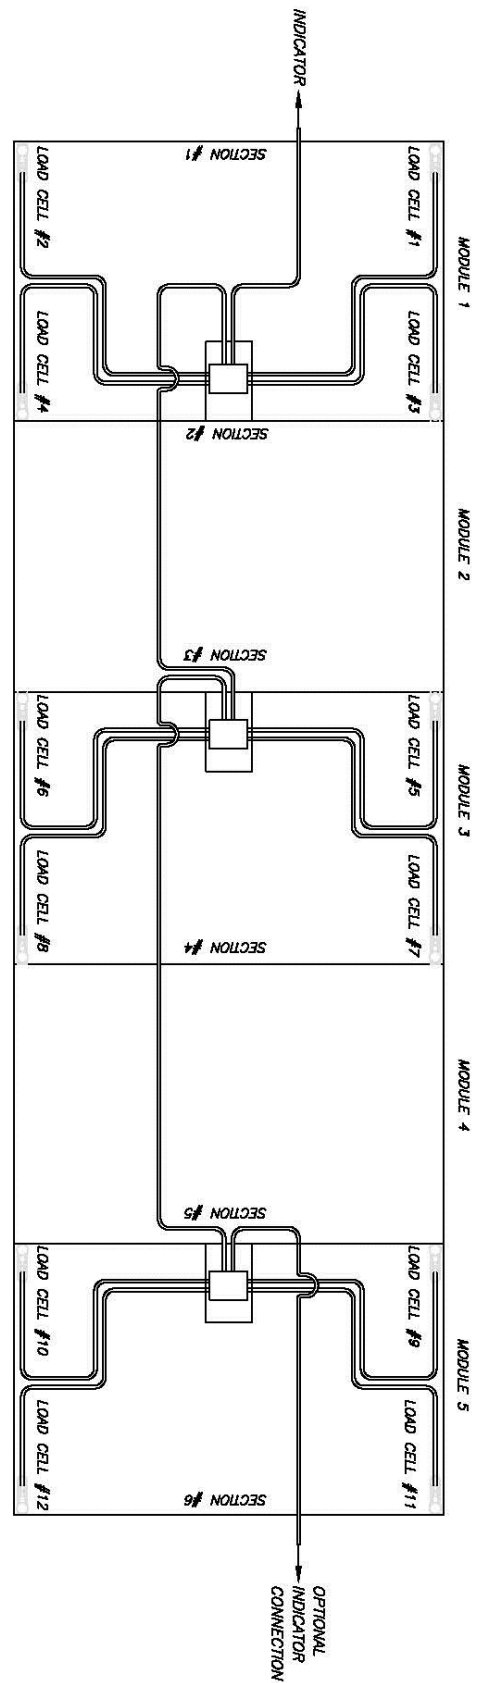 INDICATOR
SECTION #1
LOAD CELL #1
LOAD CELL #2
MODULE 1
LOAD CELL #3
LOAD CELL #4
SECTION #2
MODULE 2
SECTION #3
LOAD CELL #5
LOAD CELL #6
MODULE 3
LOAD CELL #7
LOAD CELL #8
SECTION #4
MODULE 4
SECTION #5
LOAD CELL #9
LOAD CELL #10
MODULE 5
LOAD CELL #11
LOAD CELL #12
SECTION #6
OPTIONAL
INDICATOR
CONNECTION